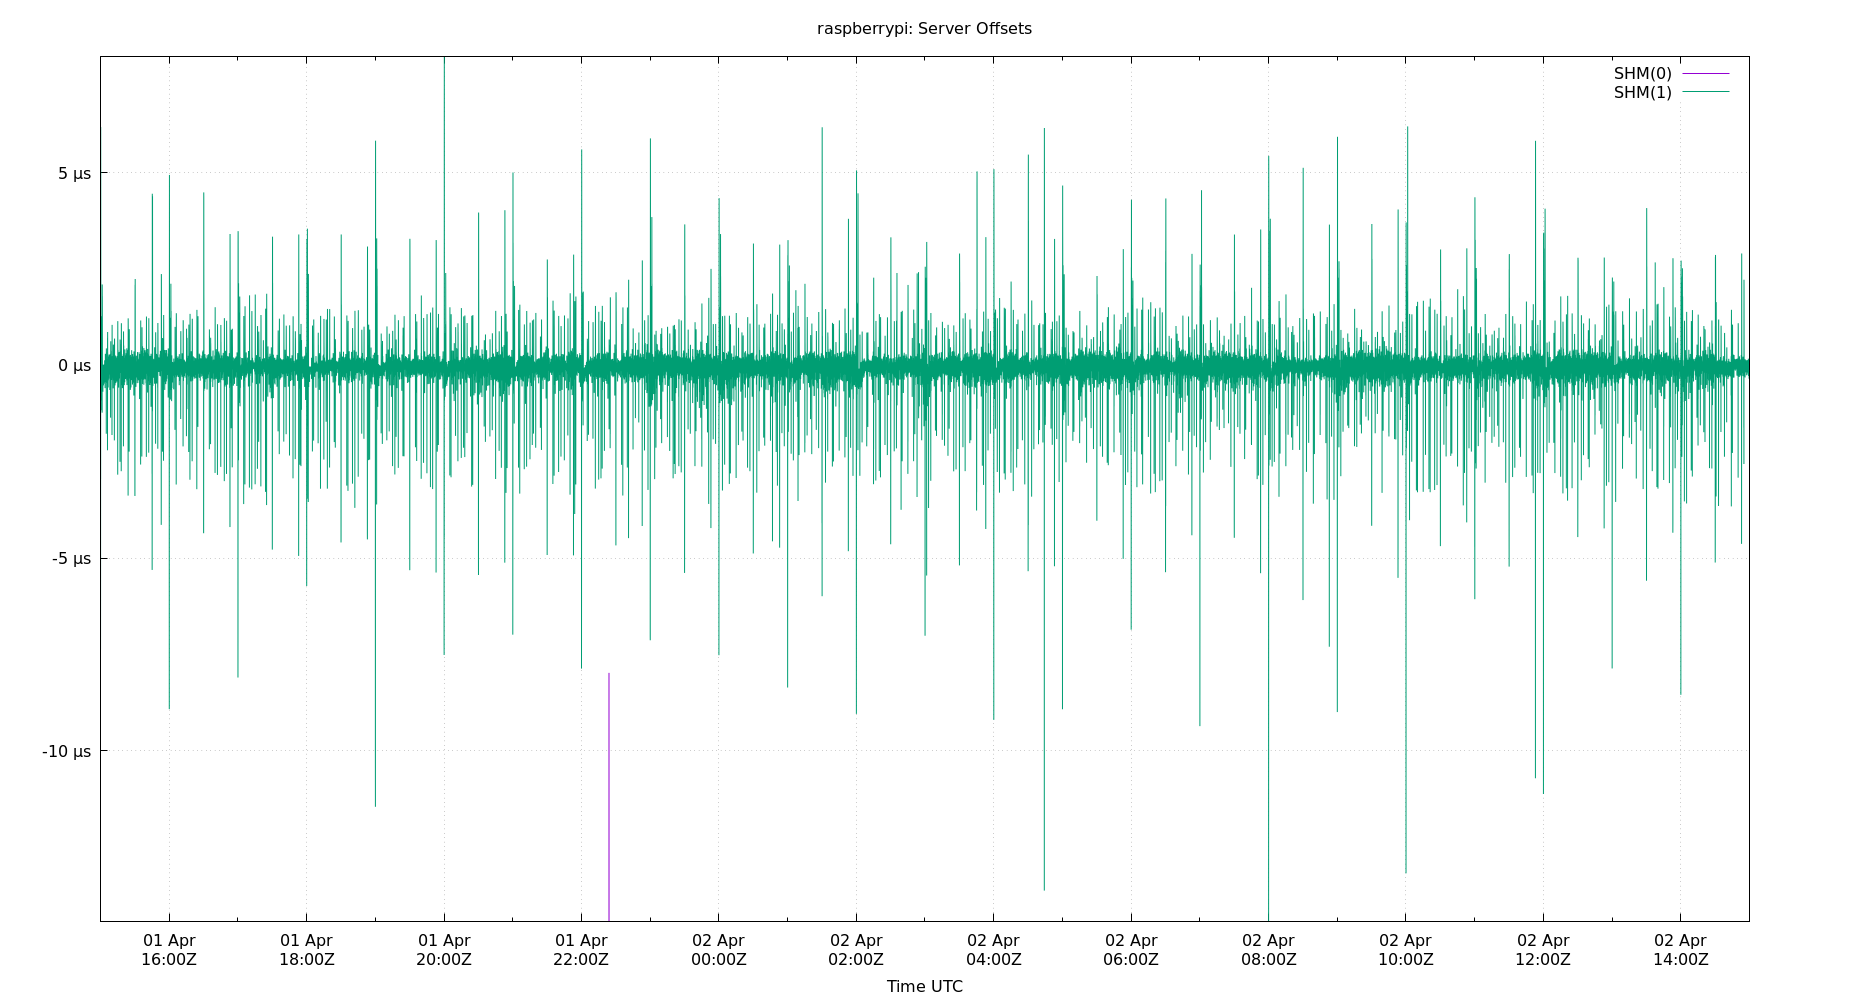 raspberrypi: Server Offsets
SHM(0)
SHM(1)
5 µs
0 µs
-5 µs
-10 µs
01 Apr 01 Apr 01 Apr 01 Apr 02 Apr 02 Apr 02 Apr 02 Apr 02 Apr 02 Apr 02 Apr 02 Apr
16:00Z 18:00Z 20:00Z 22:00Z 00:00Z 02:00Z 04:00Z 06:00Z 08:00Z 10:00Z 12:00Z 14:00Z
Time UTC